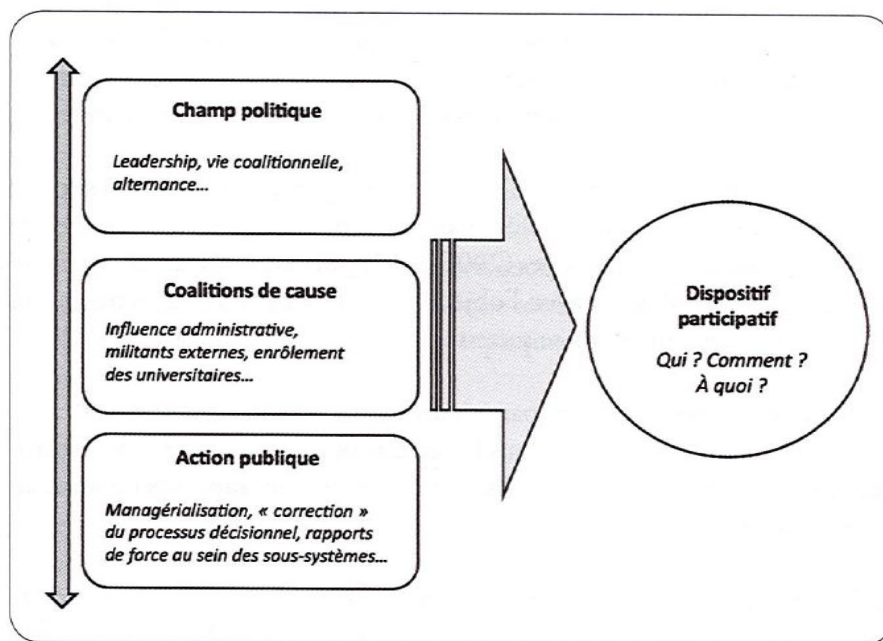 Champ politique
Leadership, vie coalitionnelle,
alternance...
Coalitions de cause
Influence administrative,
militants externes, enrôlement
des universitaires...
Action publique
Managérialisation, « correction »
du processus décisionnel, rapports
de force au sein des sous-systèmes...
Dispositif
participatif
Qui ? Comment ?
À quoi ?